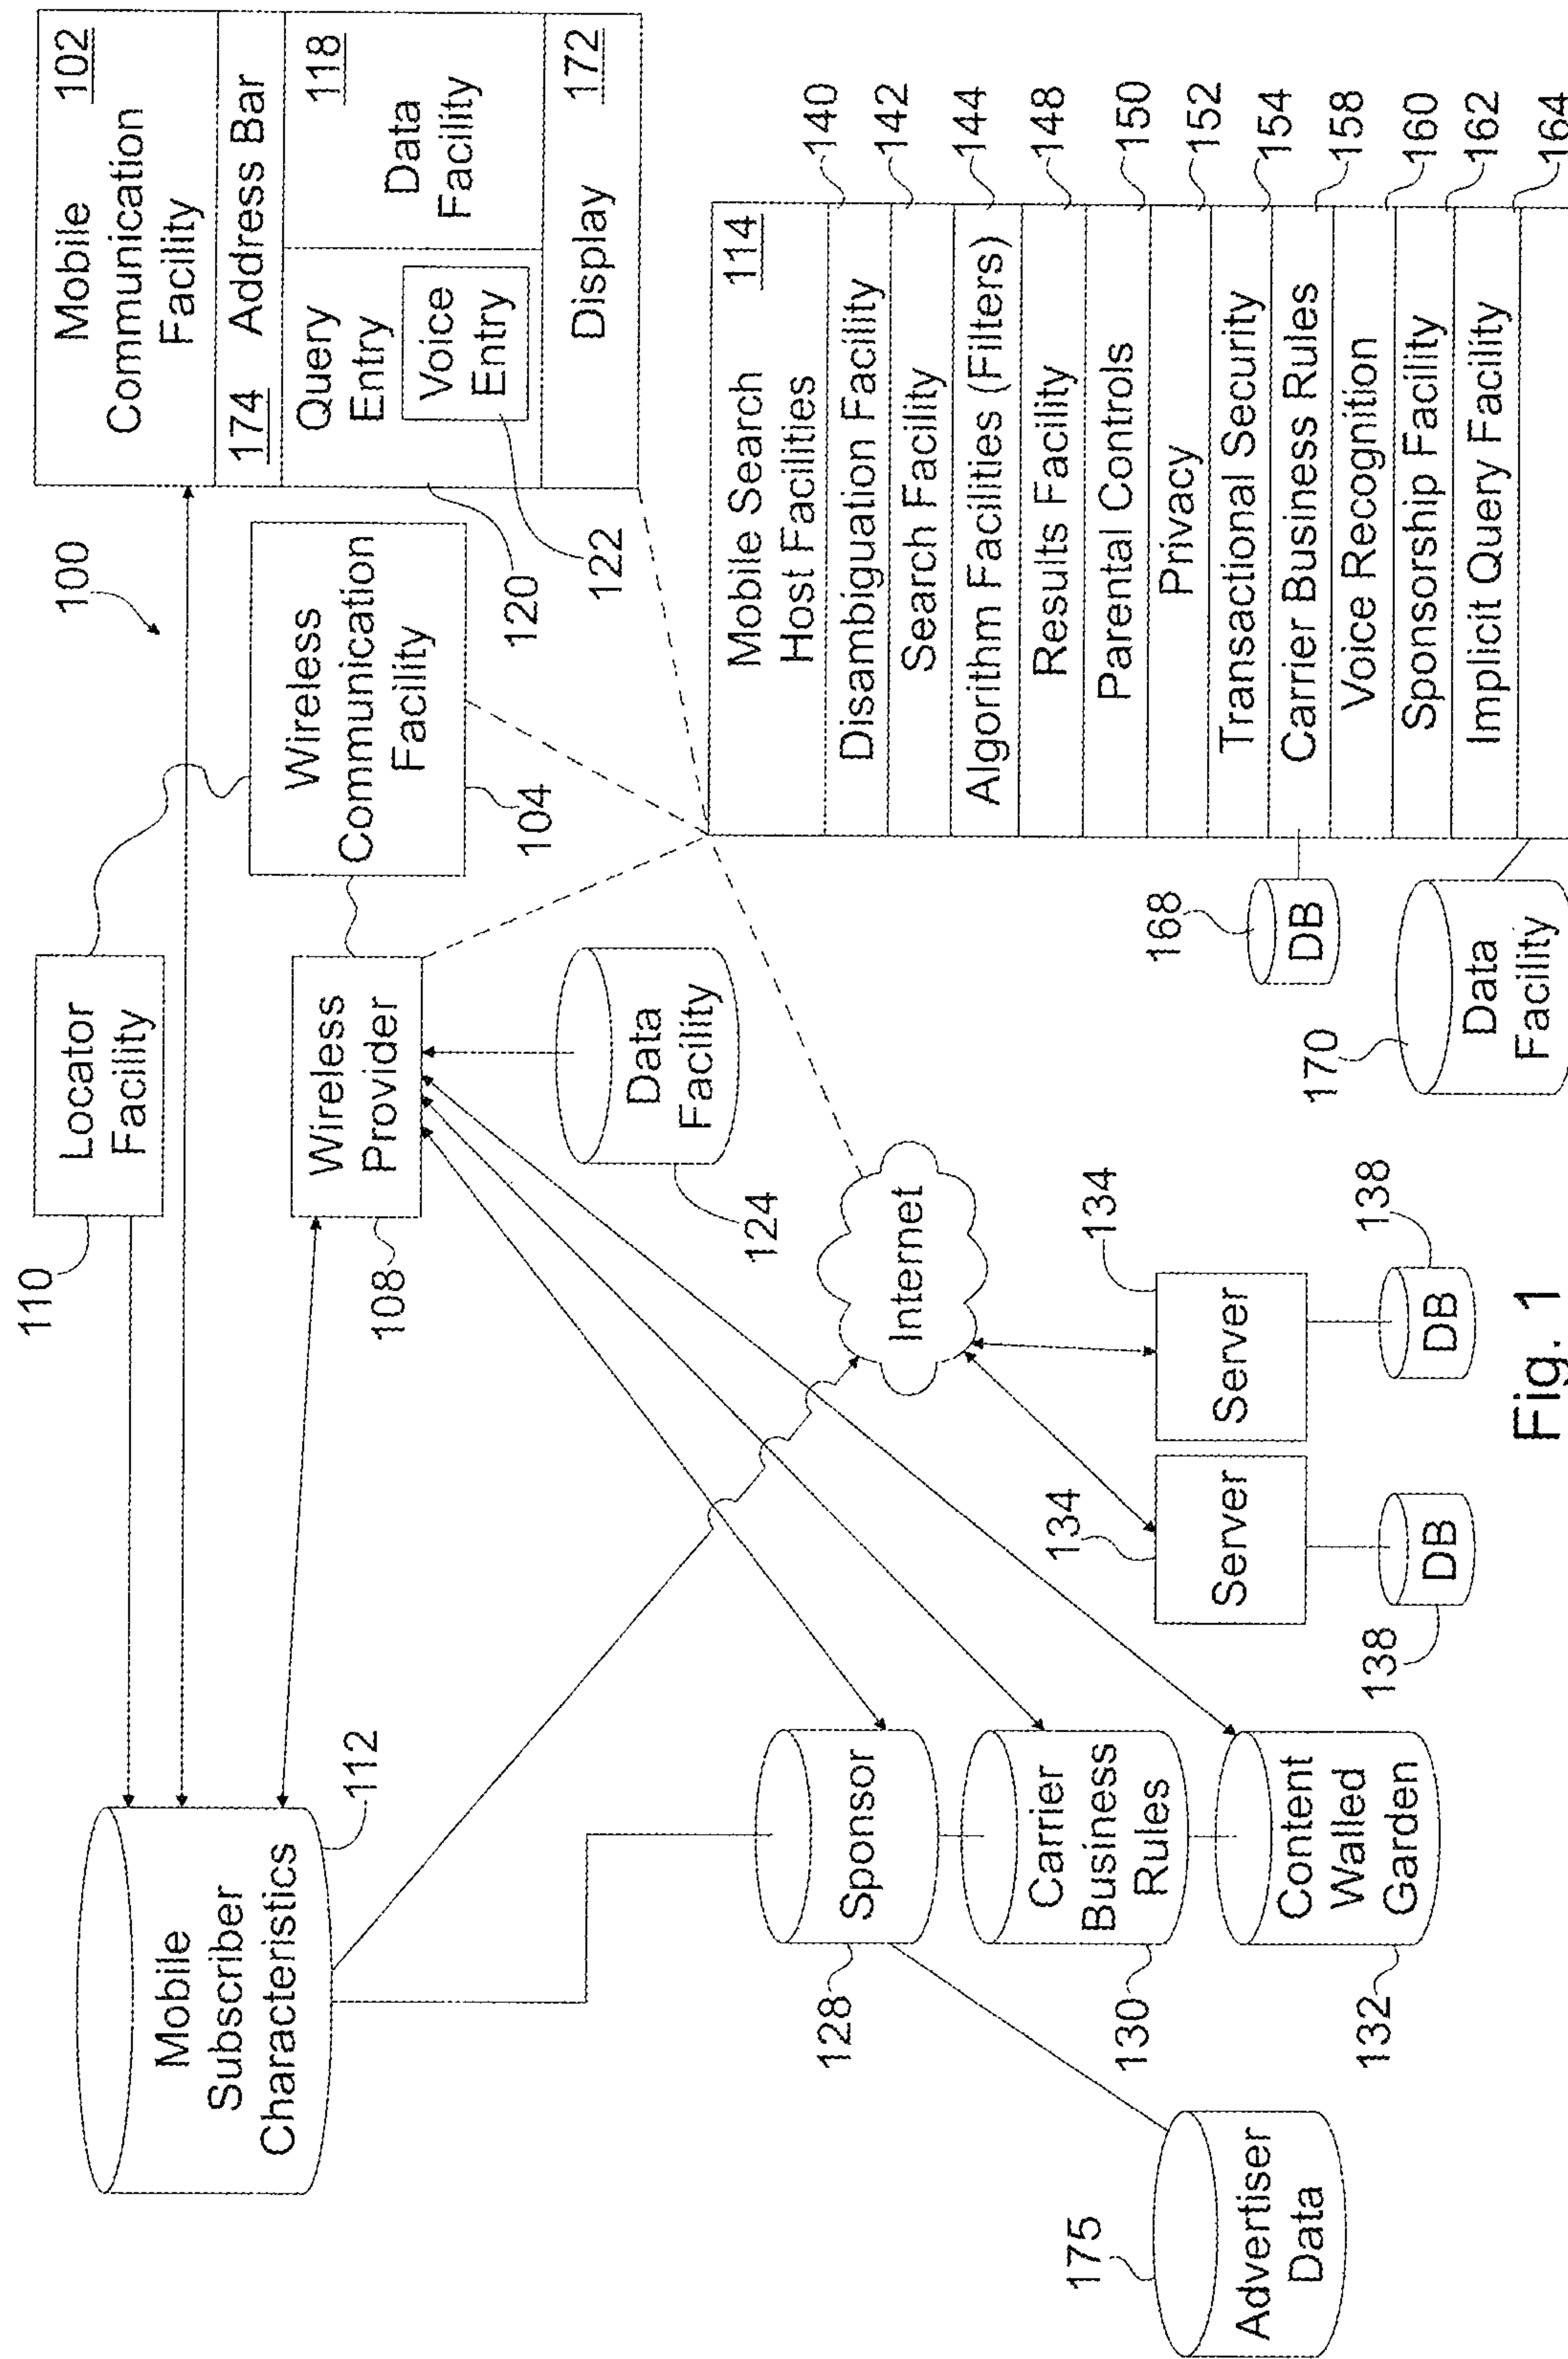 100
Mobile
Communication
Facility
102
174 Address Bar
Query
Entry
Voice
Entry
Data
Facility
118
Display
172
120
122
Wireless
Communication
Facility
104
Locator
Facility
110
Wireless
Provider
108
Data
Facility
124
Mobile
Subscriber
Characteristics
112
Sponsor
128
Carrier
Business
Rules
130
Content
Walled
Garden
132
Advertiser
Data
175
Internet
Server
134
Server
134
DB
138
DB
138
Mobile Search
Host Facilities
114
Disambiguation Facility
140
Search Facility
142
Algorithm Facilities (Filters)
144
Results Facility
148
Parental Controls
150
Privacy
152
Transactional Security
154
Carrier Business Rules
158
Voice Recognition
160
Sponsorship Facility
162
Implicit Query Facility
164
DB
168
Data
Facility
170
Fig. 1